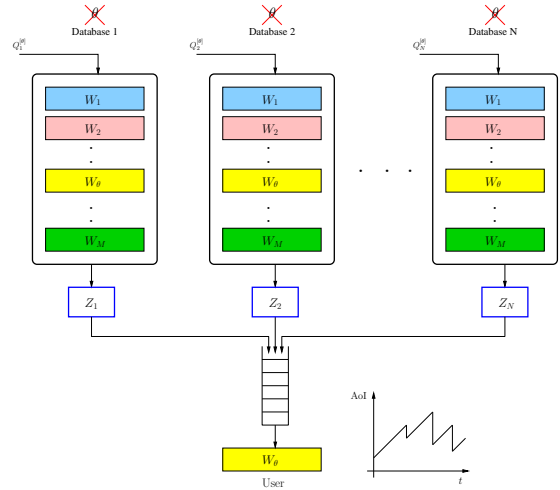 θ θ θ
Database 1 Database 2 Database N
Q_1^{[θ]} Q_2^{[θ]} Q_N^{[θ]}
W_1 W_1 W_1
W_2 W_2 W_2
W_θ W_θ W_θ
W_M W_M W_M
Z_1 Z_2 Z_N
AoI
W_θ
t
User